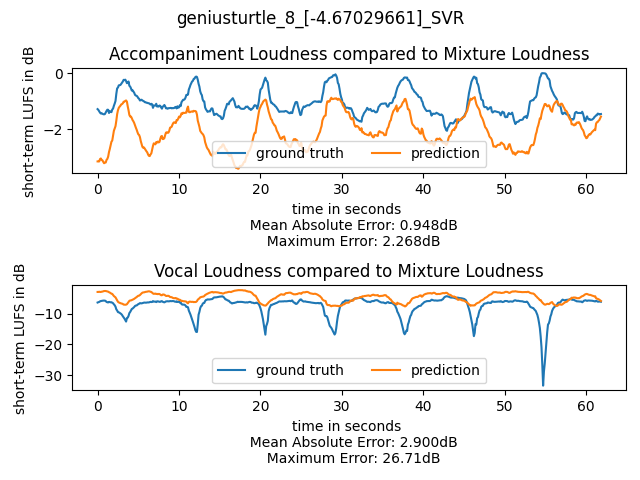 geniusturtle_8_[-4.67029661]_SVR
Accompaniment Loudness compared to Mixture Loudness
short-term LUFS in dB
0
−2
ground truth
prediction
0 10 20 30 40 50 60
time in seconds
Mean Absolute Error: 0.948dB
Maximum Error: 2.268dB
Vocal Loudness compared to Mixture Loudness
short-term LUFS in dB
−10
−20
−30
ground truth
prediction
0 10 20 30 40 50 60
time in seconds
Mean Absolute Error: 2.900dB
Maximum Error: 26.71dB